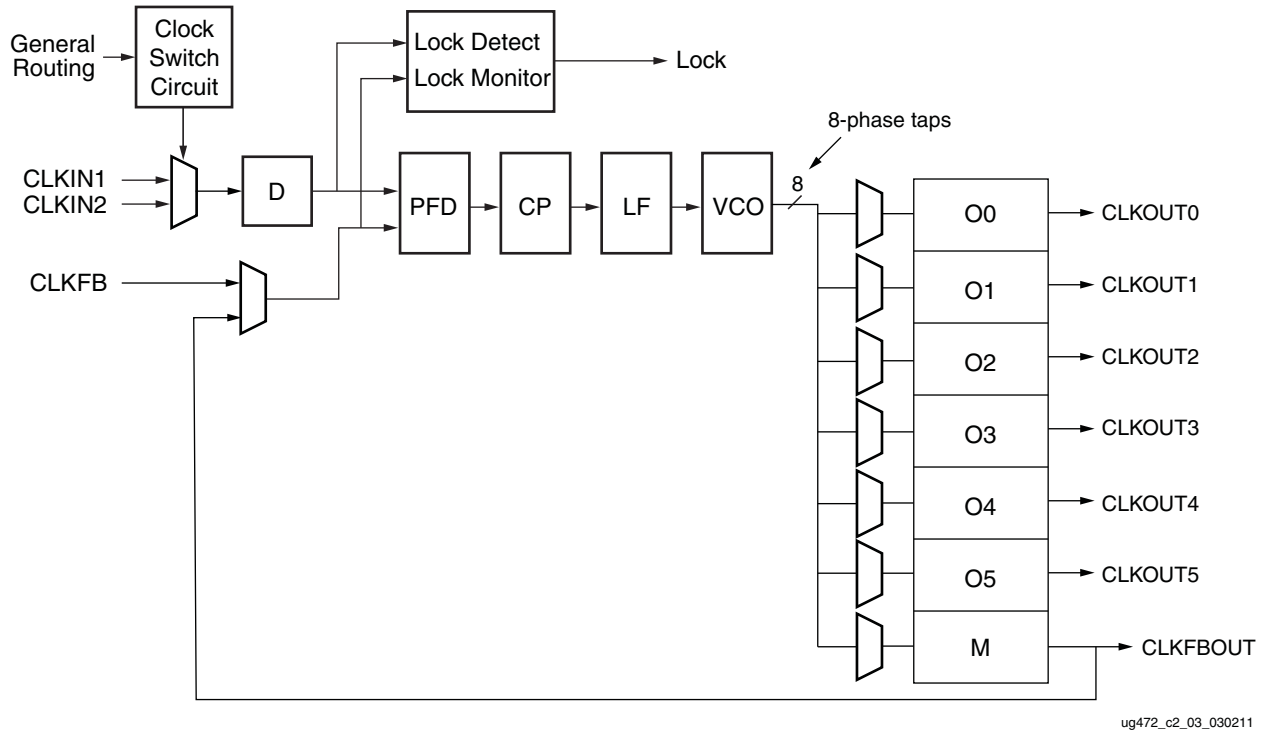 General
Routing
Clock
Switch
Circuit
Lock Detect
Lock Monitor
Lock
8-phase taps
CLKIN1
CLKIN2
D
PFD
CP
LF
VCO
8
CLKFB
O0
CLKOUT0
O1
CLKOUT1
O2
CLKOUT2
O3
CLKOUT3
O4
CLKOUT4
O5
CLKOUT5
M
CLKFBOUT
ug472_c2_03_030211